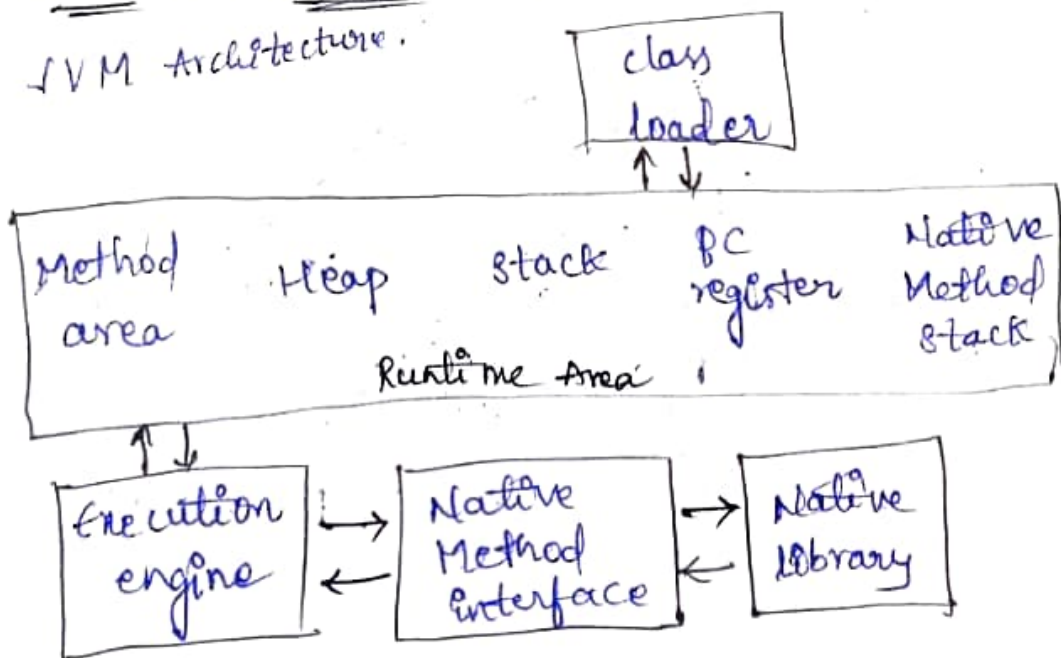 JVM Architecture.
class
loader
Method
area
Heap
stack
PC
register
Native
Method
stack
Runtime Area
Execution
engine
Native
Method
interface
Native
library